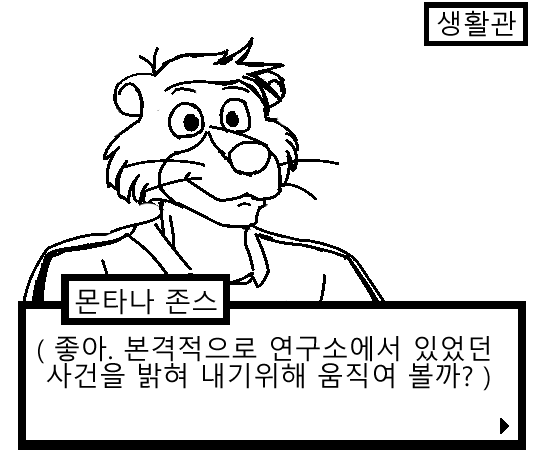 생활관
몬타나 존스
( 좋아. 본격적으로 연구소에서 있었던
사건을 밝혀 내기위해 움직여 볼까? )